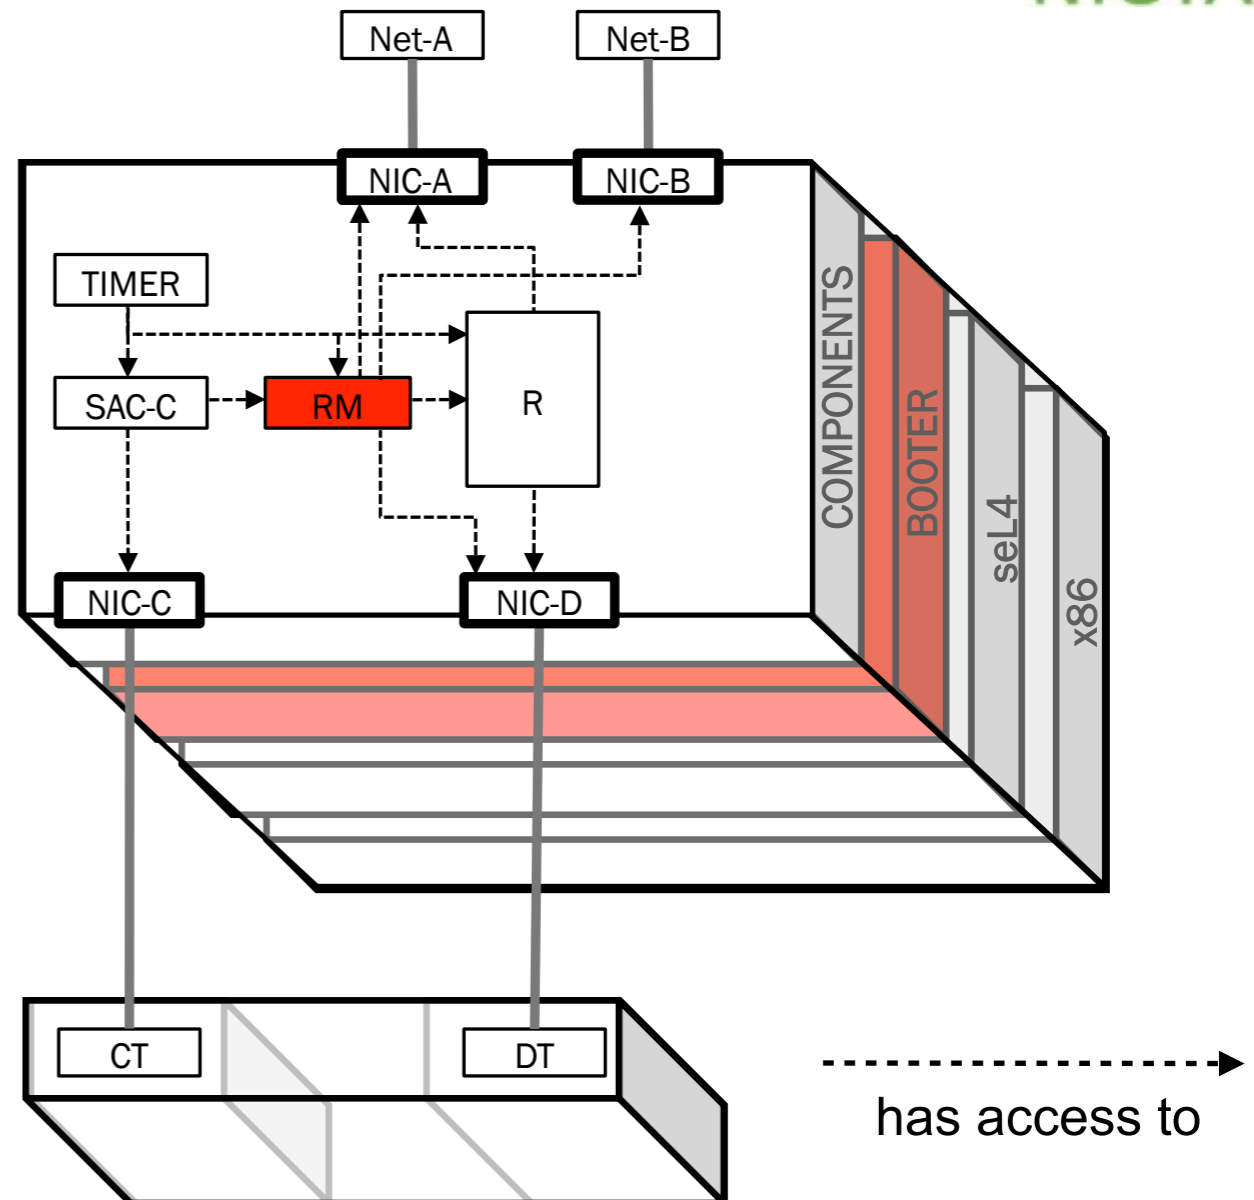 Net-A
Net-B
NIC-A
NIC-B
TIMER
SAC-C
RM
R
NIC-C
NIC-D
COMPONENTS
BOOTER
seL4
x86
CT
DT
has access to